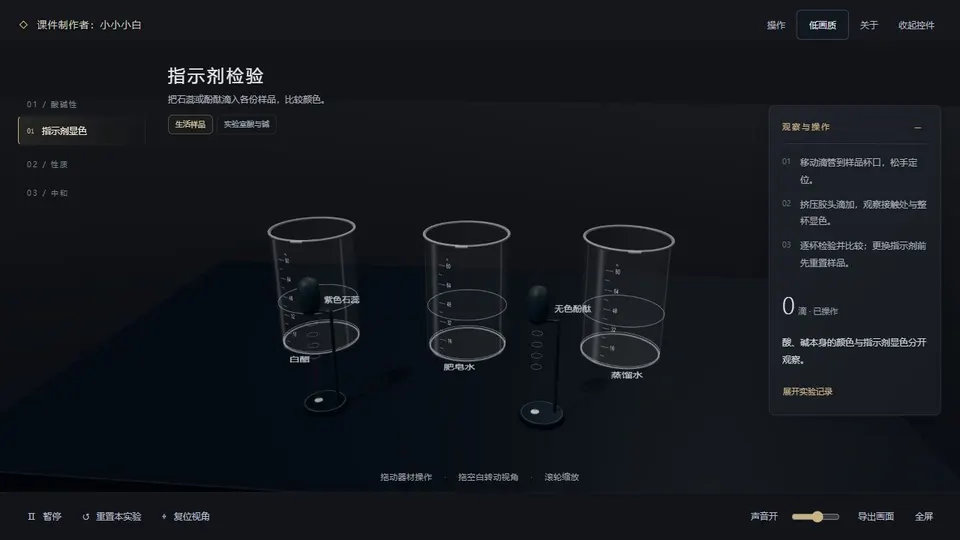 课件制作者：小小小白
操作
低画质
关于
收起控件
指示剂检验
把石蕊或酚酞滴入各份样品，比较颜色。
生活样品
实验室酸与碱
01 / 酸碱性
01 指示剂显色
02 / 性质
03 / 中和
观察与操作
01 移动滴管到样品杯口，松手定
位。
02 挤压胶头滴加，观察接触处与整
杯显色。
03 逐杯检验并比较；更换指示剂前
先重置样品。
0 滴 · 已操作
酸、碱本身的颜色与指示剂显色分开
观察。
展开实验记录
紫色石蕊
无色酚酞
白醋
肥皂水
蒸馏水
拖动器材操作 · 拖空白转动视角 · 滚轮缩放
暂停
重置本实验
复位视角
声音开
导出画面
全屏